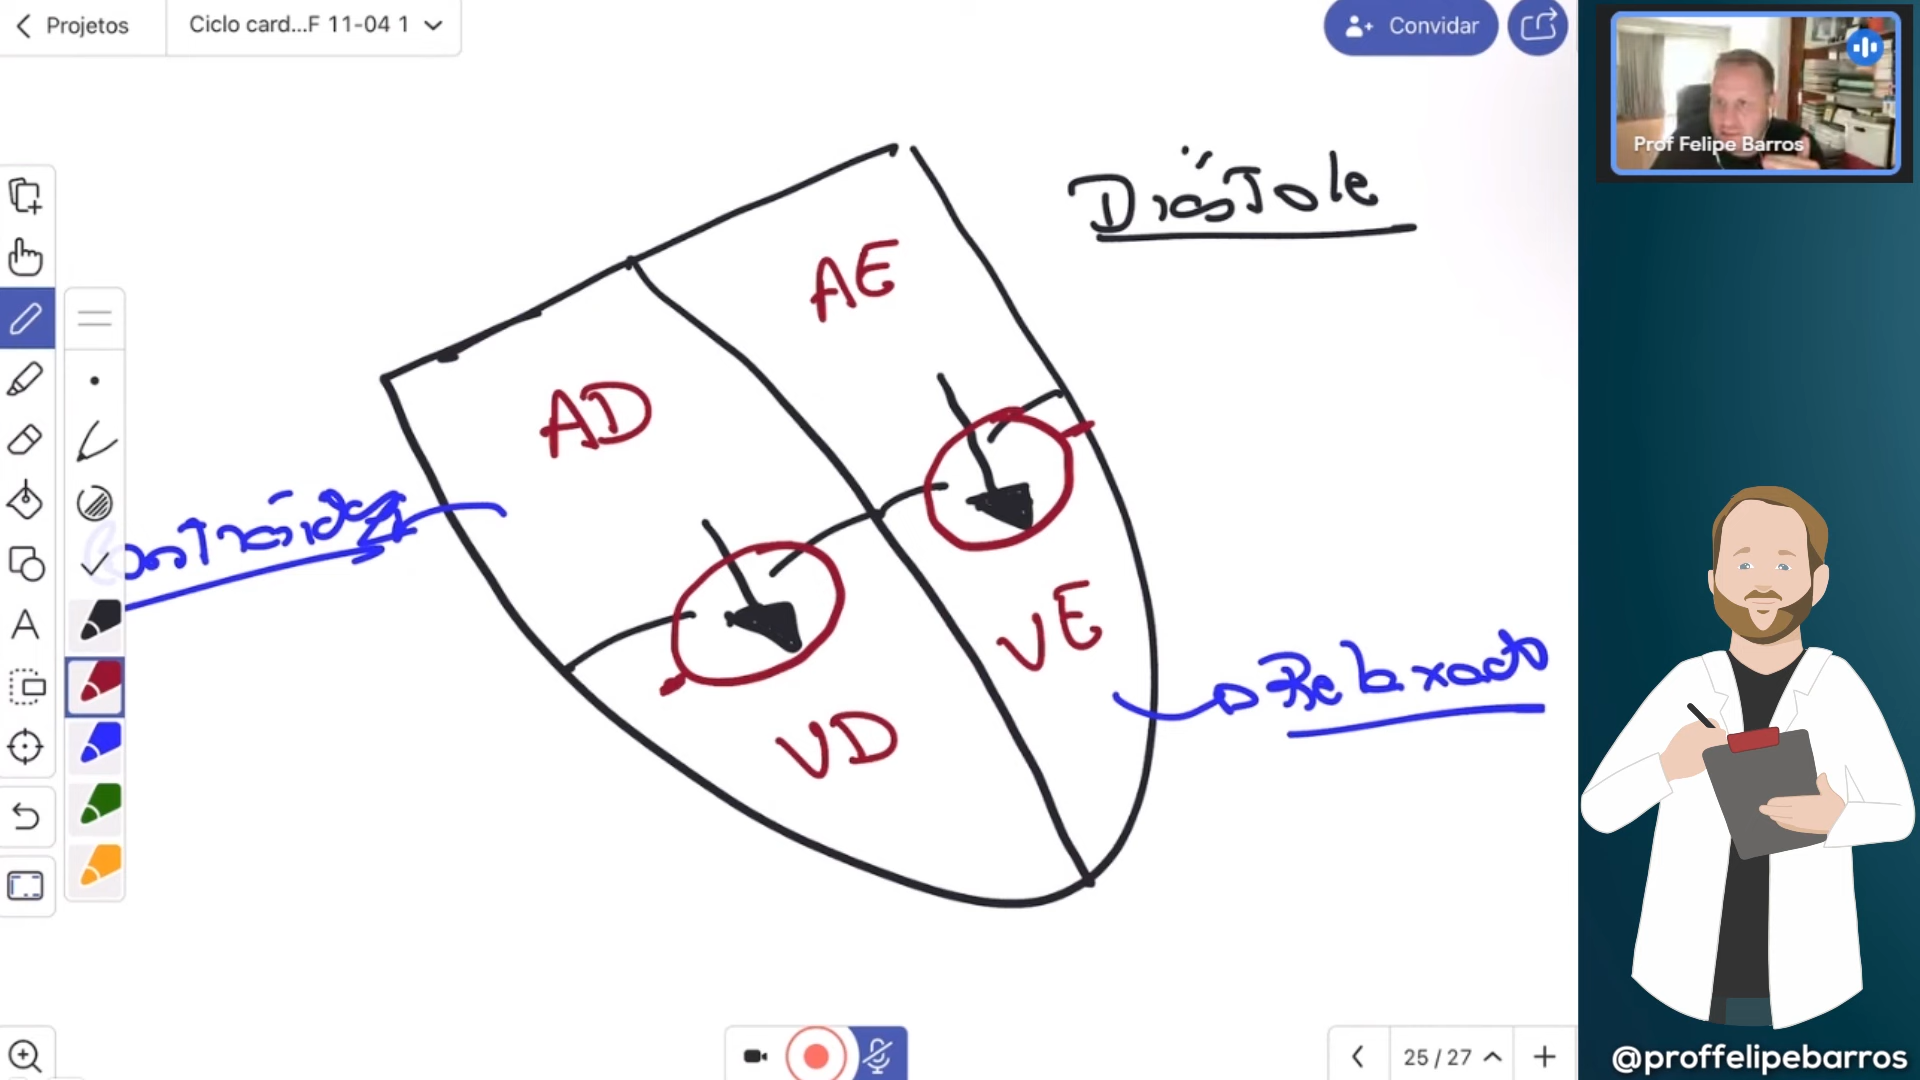 Projetos
Ciclo card...F 11-04 1
Convidar
Prof Felipe Barros
Diástole
AE
AD
Contraídas
VE
Relaxado
VD
A
25 / 27
@proffelipebarros